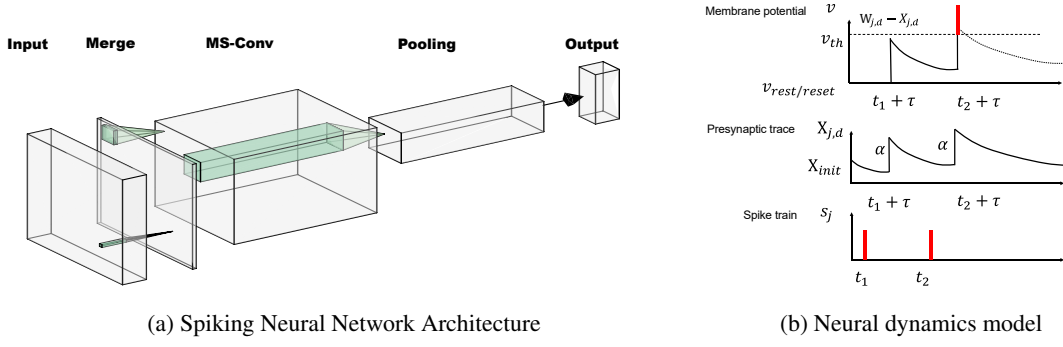 Input Merge MS-Conv Pooling Output
(a) Spiking Neural Network Architecture
Membrane potential v
W_{j,d} − X_{j,d}
v_{th}
v_{rest/reset}
t_1 + τ t_2 + τ
Presynaptic trace X_{j,d}
α α
X_{init}
t_1 + τ t_2 + τ
Spike train s_j
t_1 t_2
(b) Neural dynamics model